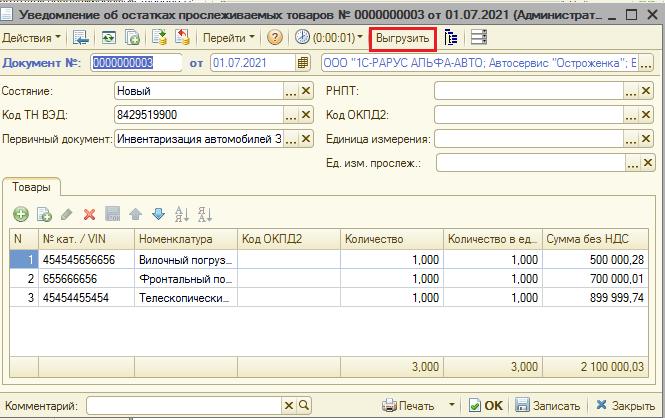 Уведомление об остатках прослеживаемых товаров № 0000000003 от 01.07.2021 (Администрат...
Действия Перейти (0:00:01) Выгрузить
Документ №: 0000000003 от 01.07.2021 ООО "1С-РАРУС АЛЬФА-АВТО; Автосервис "Остроженка"; Е
Состяние: Новый РНПТ:
Код ТН ВЭД: 8429519900 Код ОКПД2:
Первичный документ: Инвентаризация автомобилей З Единица измерения:
Ед. изм. прослеж.:
Товары
N № кат. / VIN Номенклатура Код ОКПД2 Количество Количество в ед... Сумма без НДС
1 454545656656 Вилочный погруз... 1,000 1,000 500 000,28
2 655666656 Фронтальный по... 1,000 1,000 700 000,01
3 45454455454 Телескопически... 1,000 1,000 899 999,74
3,000 3,000 2 100 000,03
Комментарий: Печать ОК Записать Закрыть